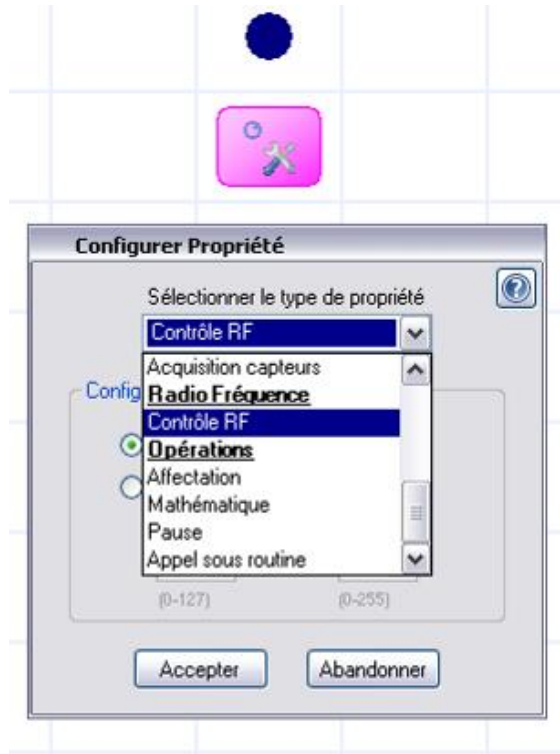 Configurer Propriété
Sélectionner le type de propriété
Contrôle RF
Acquisition capteurs
Config
Radio Fréquence
Contrôle RF
Opérations
Affectation
Mathématique
Pause
Appel sous routine
(0-127) (0-255)
Accepter Abandonner